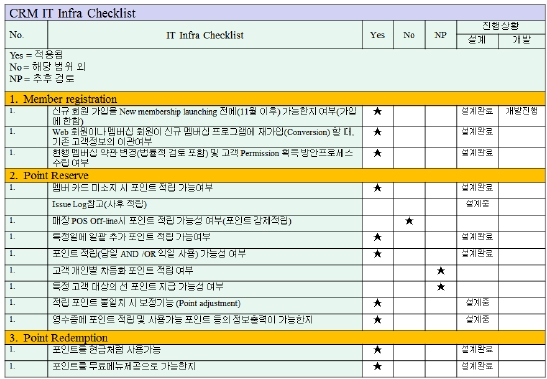 CRM IT Infra Checklist
No. IT Infra Checklist Yes No NP 진행상황
설계 개발
Yes = 적용됨
No = 해당 범위 외
NP = 추후 검토
1. Member registration
1. 신규 회원 가입을 New membership launching 전에(11월 이후) 가능한지 여부(가입 ★ 설계완료 개발진행
에 한함)
1. Web 회원이나 멤버십 회원이 신규 멤버십 프로그램에 재가입(Conversion) 할 때, ★ 설계완료
기존 고객정보의 이관여부
1. 현행 멤버십 약관 변경(법률적 검토 포함) 및 고객 Permission 획득 방안프로세스 ★ 설계완료
수립 여부
2. Point Reserve
1. 멤버 카드 미소지 시 포인트 적립 가능여부 ★ 설계완료
Issue Log참고(사후 적립) 설계중
1. 매장 POS Off-line시 포인트 적립 가능성 여부(포인트 강제적립) ★
1. 특정일에 일괄 추가 포인트 적립 가능여부 ★ 설계완료
1. 포인트 적립(당일 AND /OR 익일 사용) 가능성 여부 ★ 설계완료
1. 고객 개인별 차등화 포인트 적립 여부 ★
1. 특정 고객 대상의 선 포인트 지급 가능성 여부 ★
1. 적립 포인트 불일치 시 보정기능 (Point adjustment) ★ 설계중
1. 영수증에 포인트 적립 및 사용가능 포인트 등의 정보출력이 가능한지 ★ 설계중
3. Point Redemption
1. 포인트를 현금처럼 사용가능 ★ 설계완료
1. 포인트를 무료메뉴제공으로 가능한지 ★ 설계완료